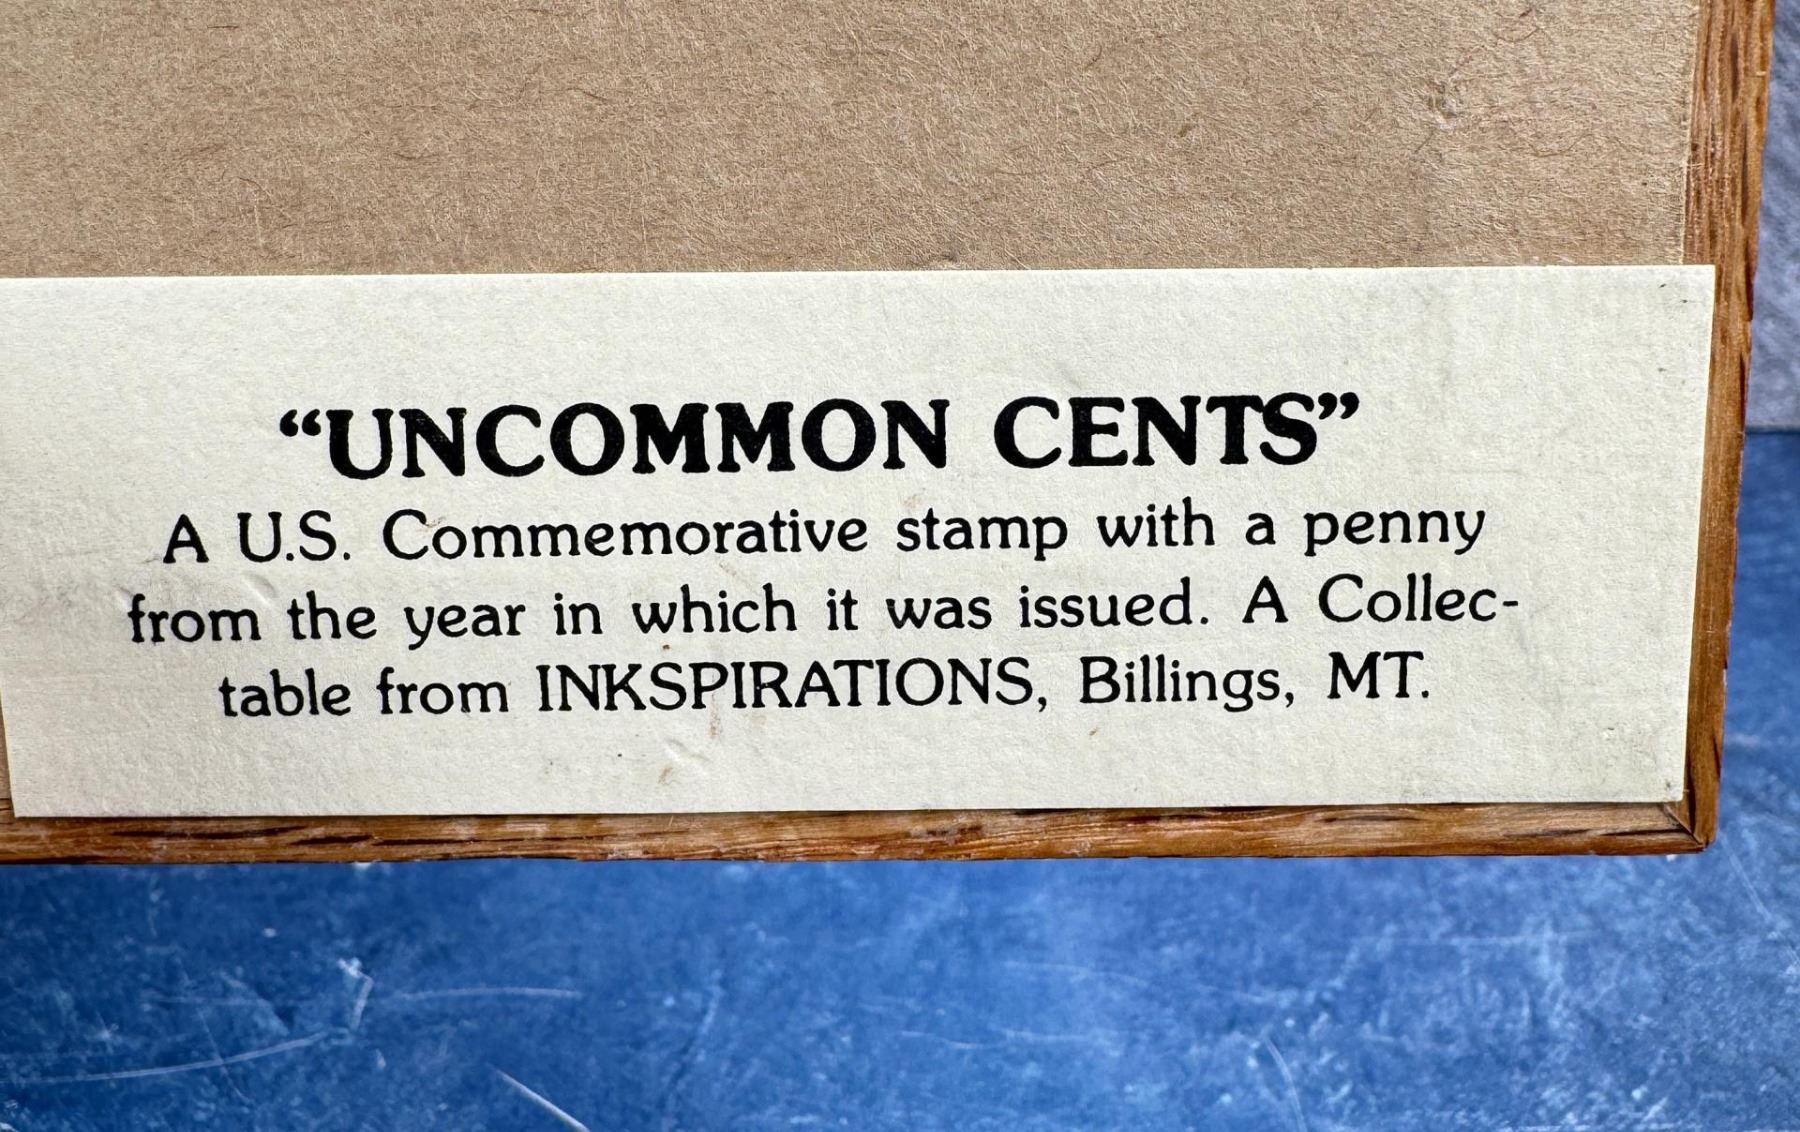 “UNCOMMON CENTS”
A U.S. Commemorative stamp with a penny
from the year in which it was issued. A Collec-
table from INKSPIRATIONS, Billings, MT.